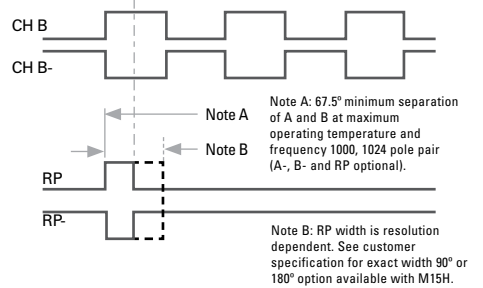 CH B
CH B-
Note A
Note B
Note A: 67.5º minimum separation
of A and B at maximum
operating temperature and
frequency 1000, 1024 pole pair
(A-, B- and RP optional).
RP
RP-
Note B: RP width is resolution
dependent. See customer
specification for exact width 90º or
180º option available with M15H.